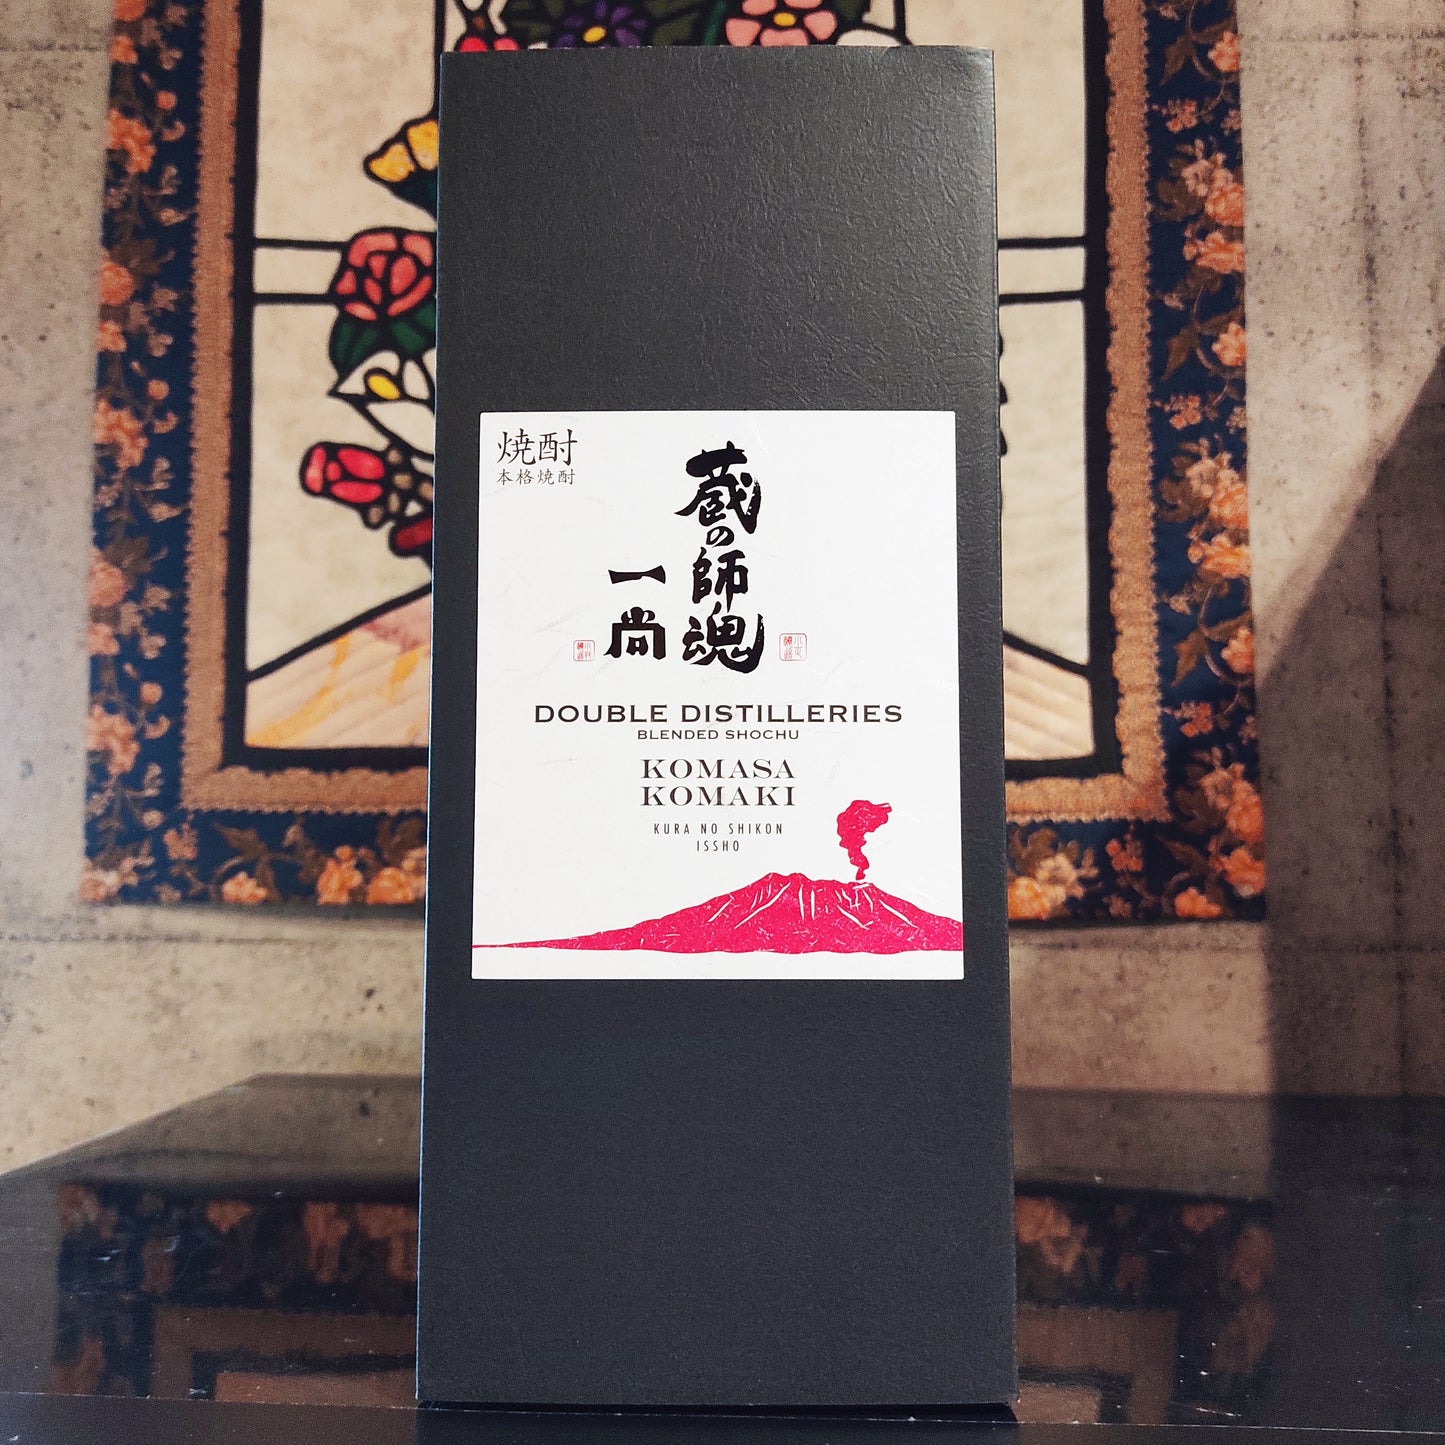 焼酎
本格焼酎
蔵の師魂
一尚
DOUBLE DISTILLERIES
BLENDED SHOCHU
KOMASA
KOMAKI
KURA NO SHIKON
ISSHO